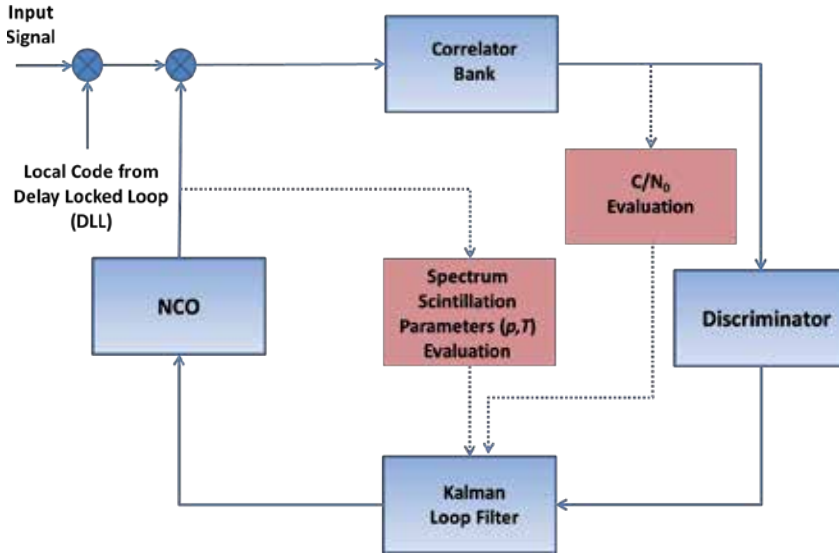 Input
Signal
Correlator
Bank
Local Code from
Delay Locked Loop
(DLL)
C/N₀
Evaluation
NCO
Spectrum
Scintillation
Parameters (p,T)
Evaluation
Discriminator
Kalman
Loop Filter